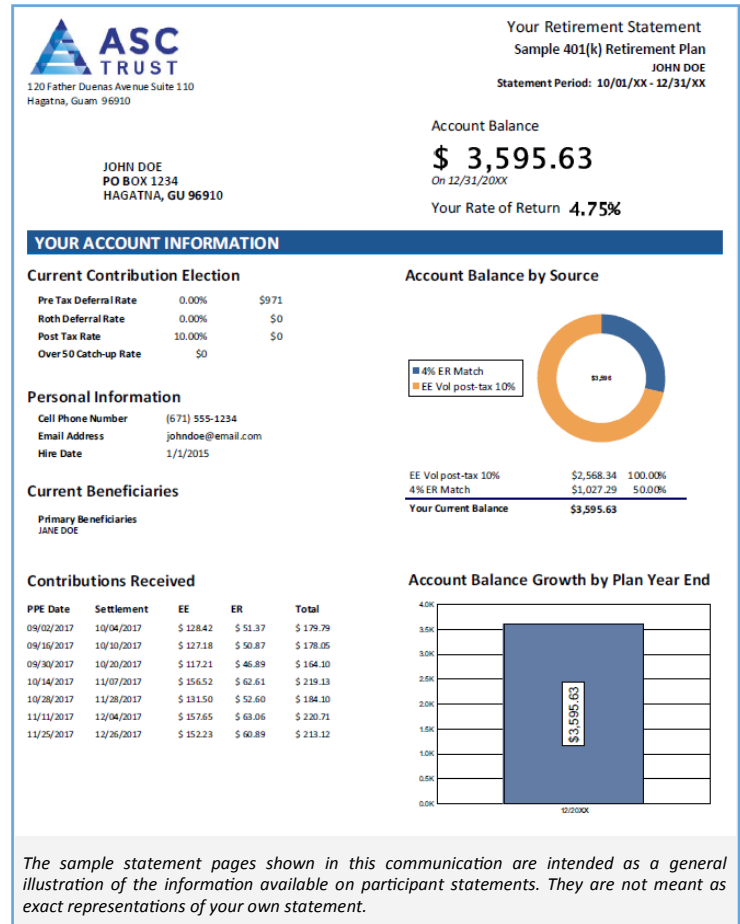 ASC
TRUST
120 Father Duenas Avenue Suite 110
Hagatna, Guam 96910
Your Retirement Statement
Sample 401(k) Retirement Plan
JOHN DOE
Statement Period: 10/01/XX - 12/31/XX
Account Balance
$ 3,595.63
On 12/31/20XX
Your Rate of Return 4.75%
JOHN DOE
PO BOX 1234
HAGATNA, GU 96910
YOUR ACCOUNT INFORMATION
Current Contribution Election
Pre Tax Deferral Rate 0.00% $971
Roth Deferral Rate 0.00% $0
Post Tax Rate 10.00% $0
Over 50 Catch-up Rate $0
Personal Information
Cell Phone Number (671) 555-1234
Email Address johndoe@email.com
Hire Date 1/1/2015
Current Beneficiaries
Primary Beneficiaries
JANE DOE
Account Balance by Source
4% ER Match
EE Vol post-tax 10%
$3,596
EE Vol post-tax 10% $2,568.34 100.00%
4% ER Match $1,027.29 50.00%
Your Current Balance $3,595.63
Contributions Received
PPE Date Settlement EE ER Total
09/02/2017 10/04/2017 $ 128.42 $ 51.37 $ 179.79
09/16/2017 10/10/2017 $ 127.18 $ 50.87 $ 178.05
09/30/2017 10/20/2017 $ 117.21 $ 46.89 $ 164.10
10/14/2017 11/07/2017 $ 156.52 $ 62.61 $ 219.13
10/28/2017 11/28/2017 $ 131.50 $ 52.60 $ 184.10
11/11/2017 12/04/2017 $ 157.65 $ 63.06 $ 220.71
11/25/2017 12/26/2017 $ 152.23 $ 60.89 $ 213.12
Account Balance Growth by Plan Year End
4.0K
3.5K
3.0K
2.5K
2.0K
1.5K
1.0K
0.5K
0.0K
$3,595.63
12/20XX
The sample statement pages shown in this communication are intended as a general
illustration of the information available on participant statements. They are not meant as
exact representations of your own statement.